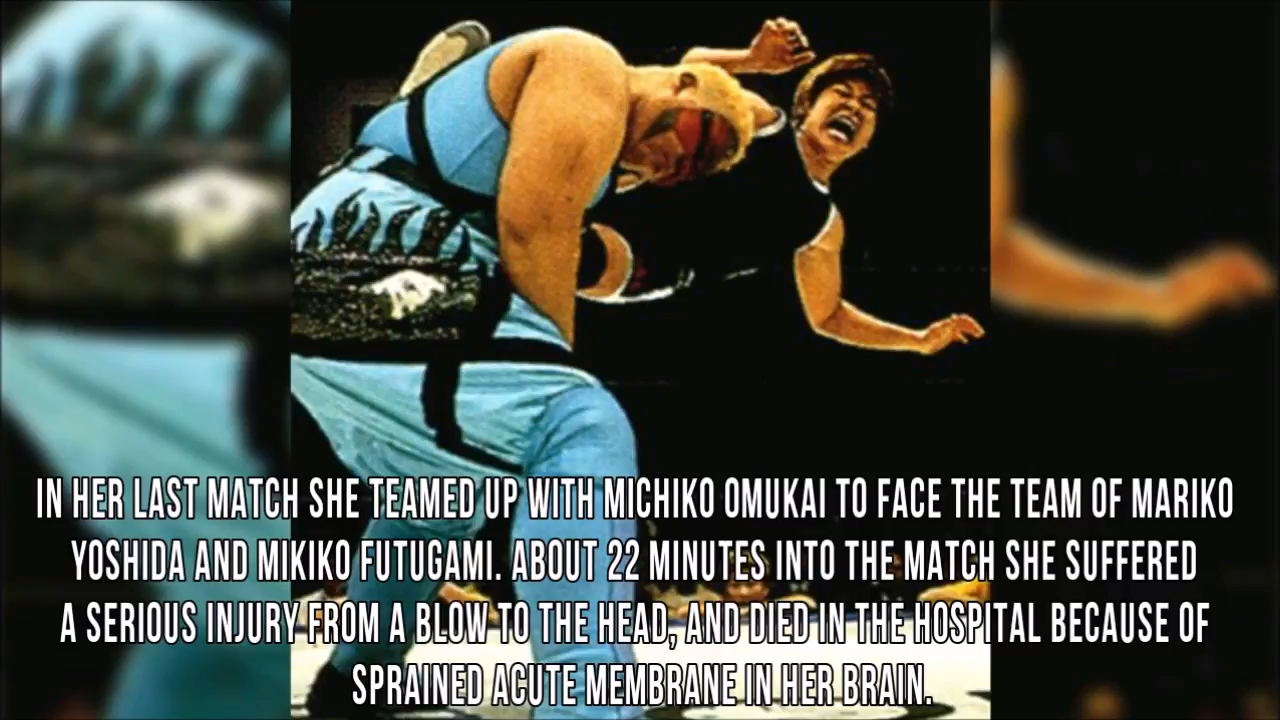 IN HER LAST MATCH SHE TEAMED UP WITH MICHIKO OMUKAI TO FACE THE TEAM OF MARIKO
YOSHIDA AND MIKIKO FUTUGAMI. ABOUT 22 MINUTES INTO THE MATCH SHE SUFFERED
A SERIOUS INJURY FROM A BLOW TO THE HEAD, AND DIED IN THE HOSPITAL BECAUSE OF
SPRAINED ACUTE MEMBRANE IN HER BRAIN.